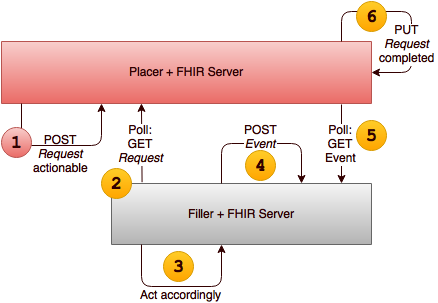 6
PUT
Request
completed
Placer + FHIR Server
1
POST
Request
actionable
Poll:
GET
Request
POST
Event
4
Poll:
GET
Event
5
2
Filler + FHIR Server
3
Act accordingly